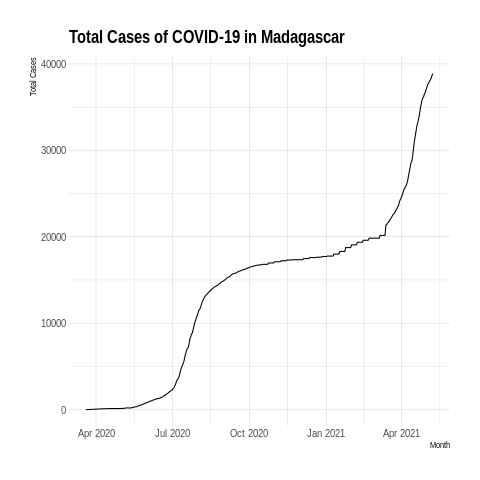 Total Cases of COVID-19 in Madagascar
Total Cases
40000
30000
20000
10000
0
Apr 2020 Jul 2020 Oct 2020 Jan 2021 Apr 2021
Month